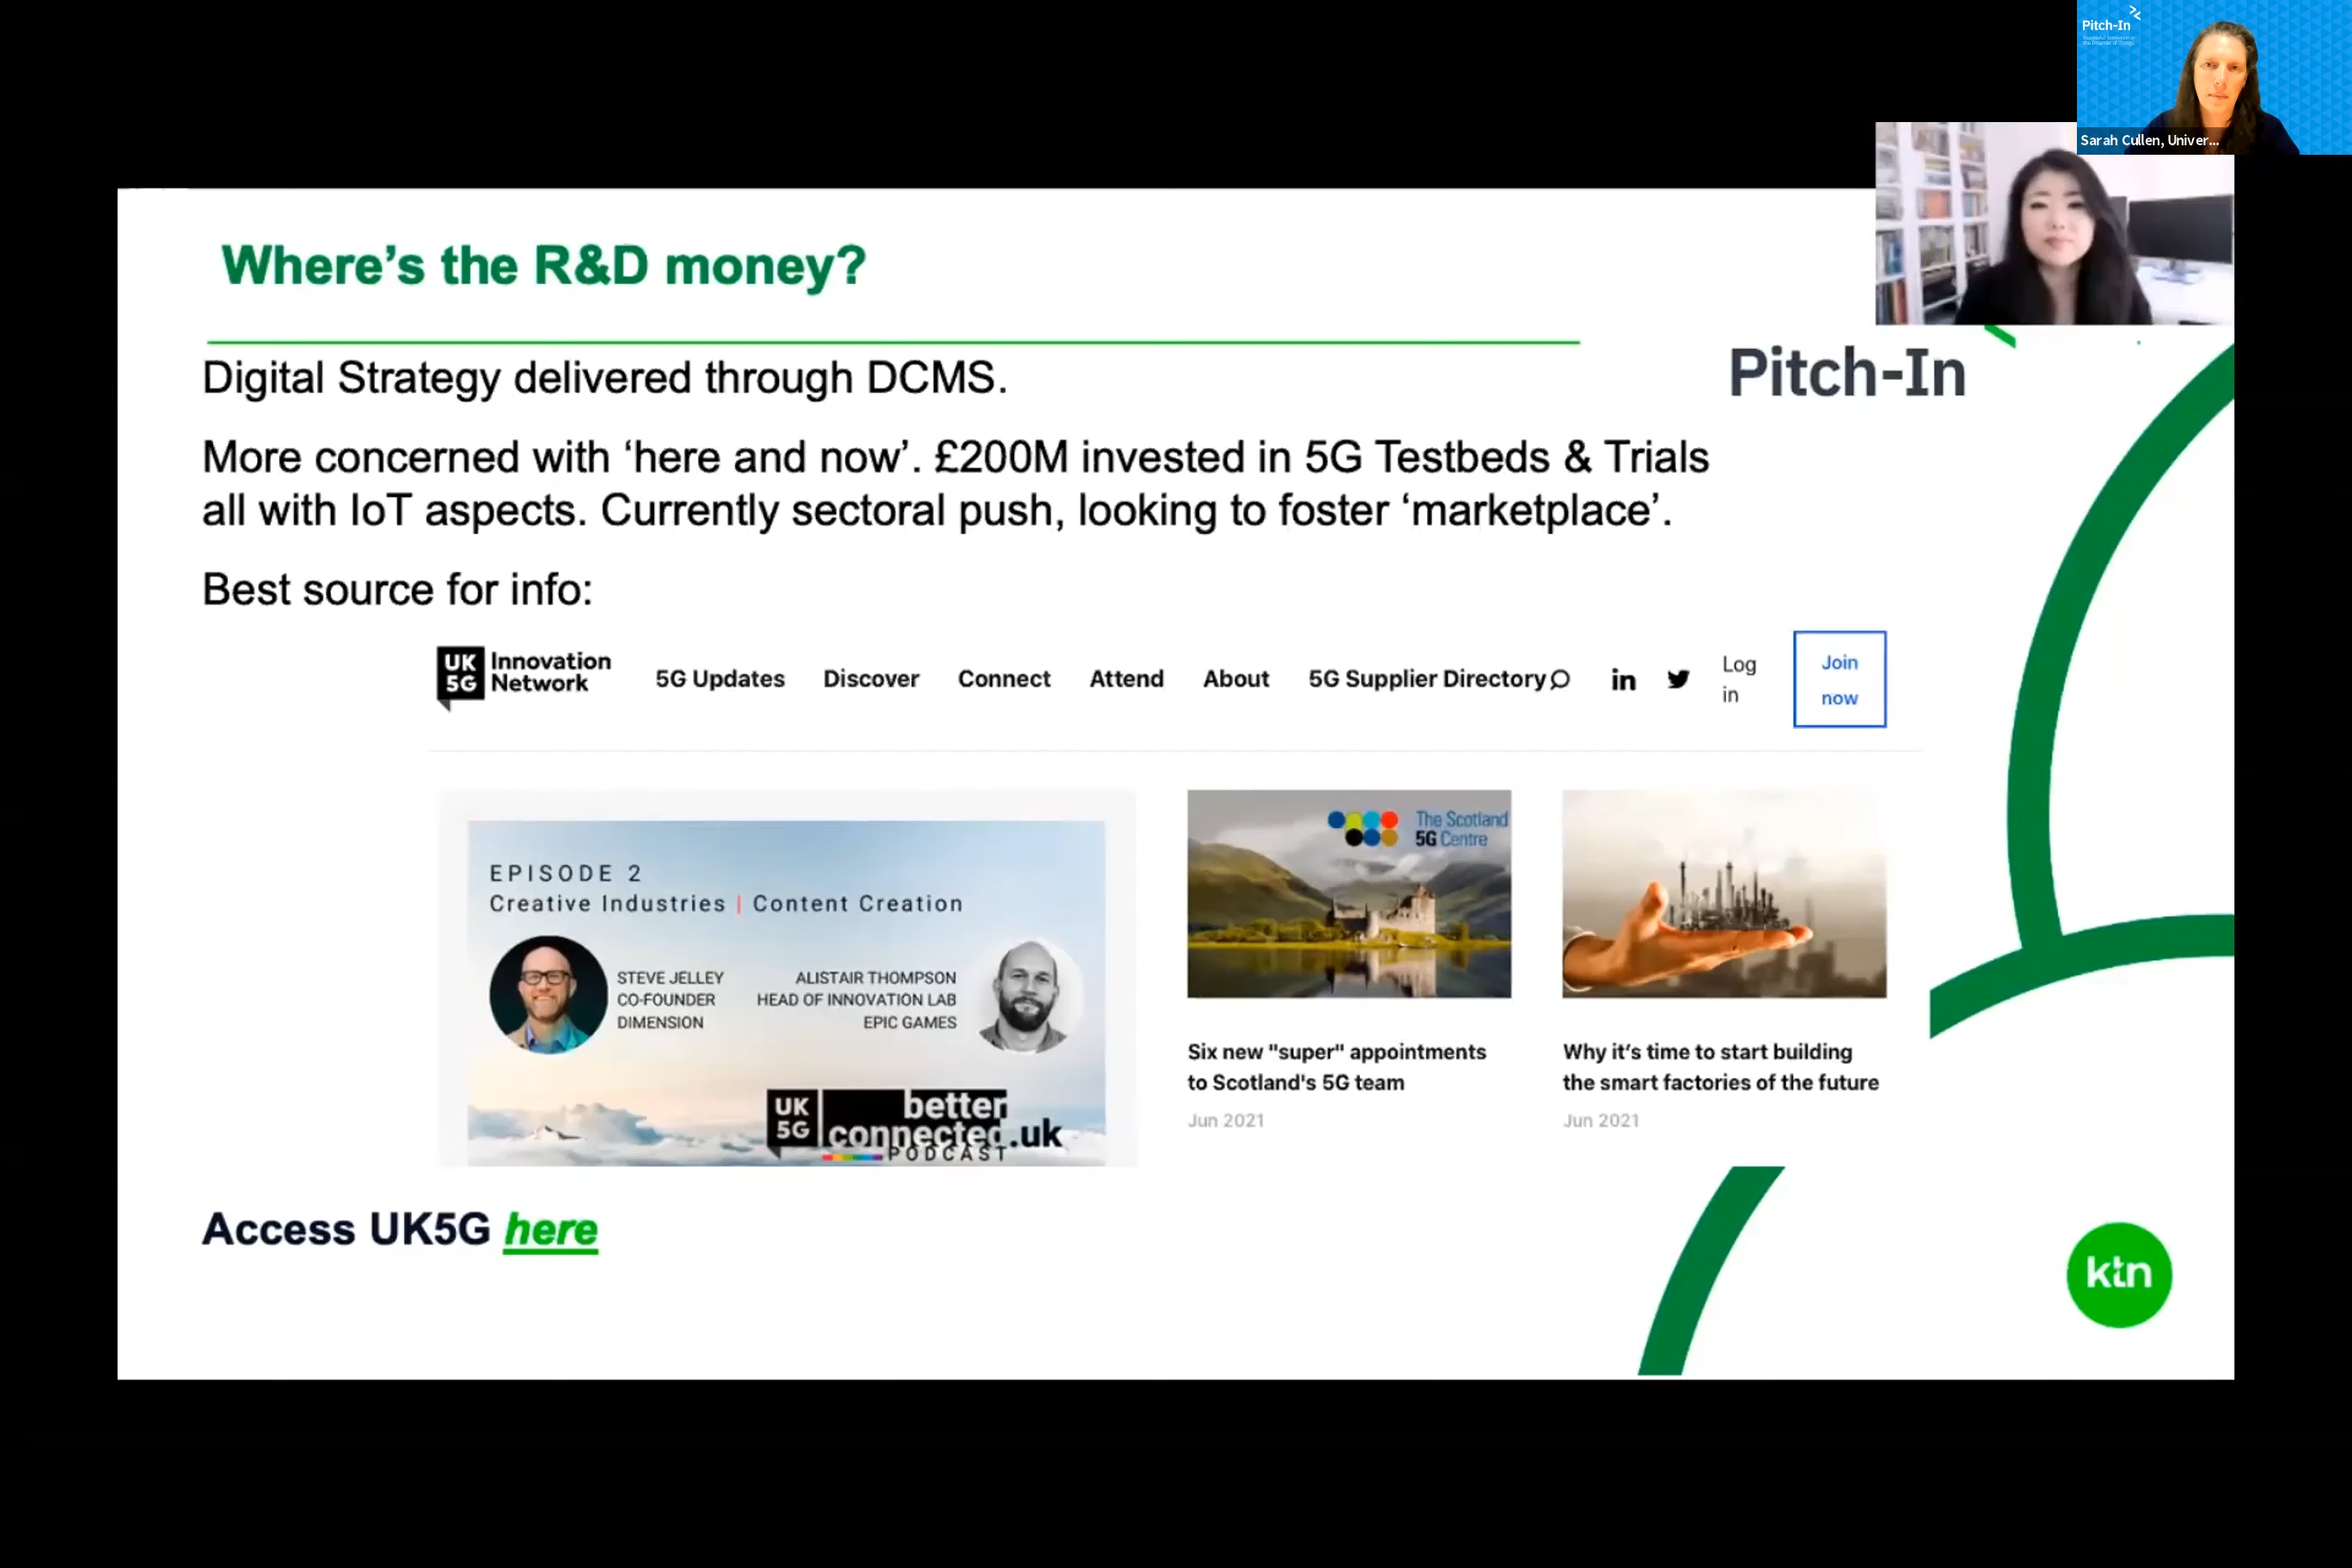 Pitch-In
Sarah Cullen, Univer...
Where’s the R&D money?
Pitch-In
Digital Strategy delivered through DCMS.
More concerned with ‘here and now’. £200M invested in 5G Testbeds & Trials
all with IoT aspects. Currently sectoral push, looking to foster ‘marketplace’.
Best source for info:
UK
5G
Innovation
Network
5G Updates
Discover
Connect
Attend
About
5G Supplier Directory
in
Log
in
Join
now
EPISODE 2
Creative Industries | Content Creation
STEVE JELLEY
CO-FOUNDER
DIMENSION
ALISTAIR THOMPSON
HEAD OF INNOVATION LAB
EPIC GAMES
UK
5G
better
connected.uk
PODCAST
The Scotland
5G Centre
Six new "super" appointments
to Scotland's 5G team
Jun 2021
Why it’s time to start building
the smart factories of the future
Jun 2021
Access UK5G here
ktn